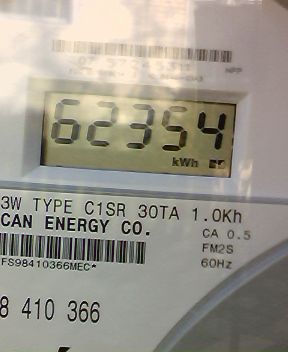 62354
kWh
3W TYPE C1SR 30TA 1.0Kh
CAN ENERGY CO.
CA 0.5
FM2S
60Hz
FS98410366MEC*
8 410 366